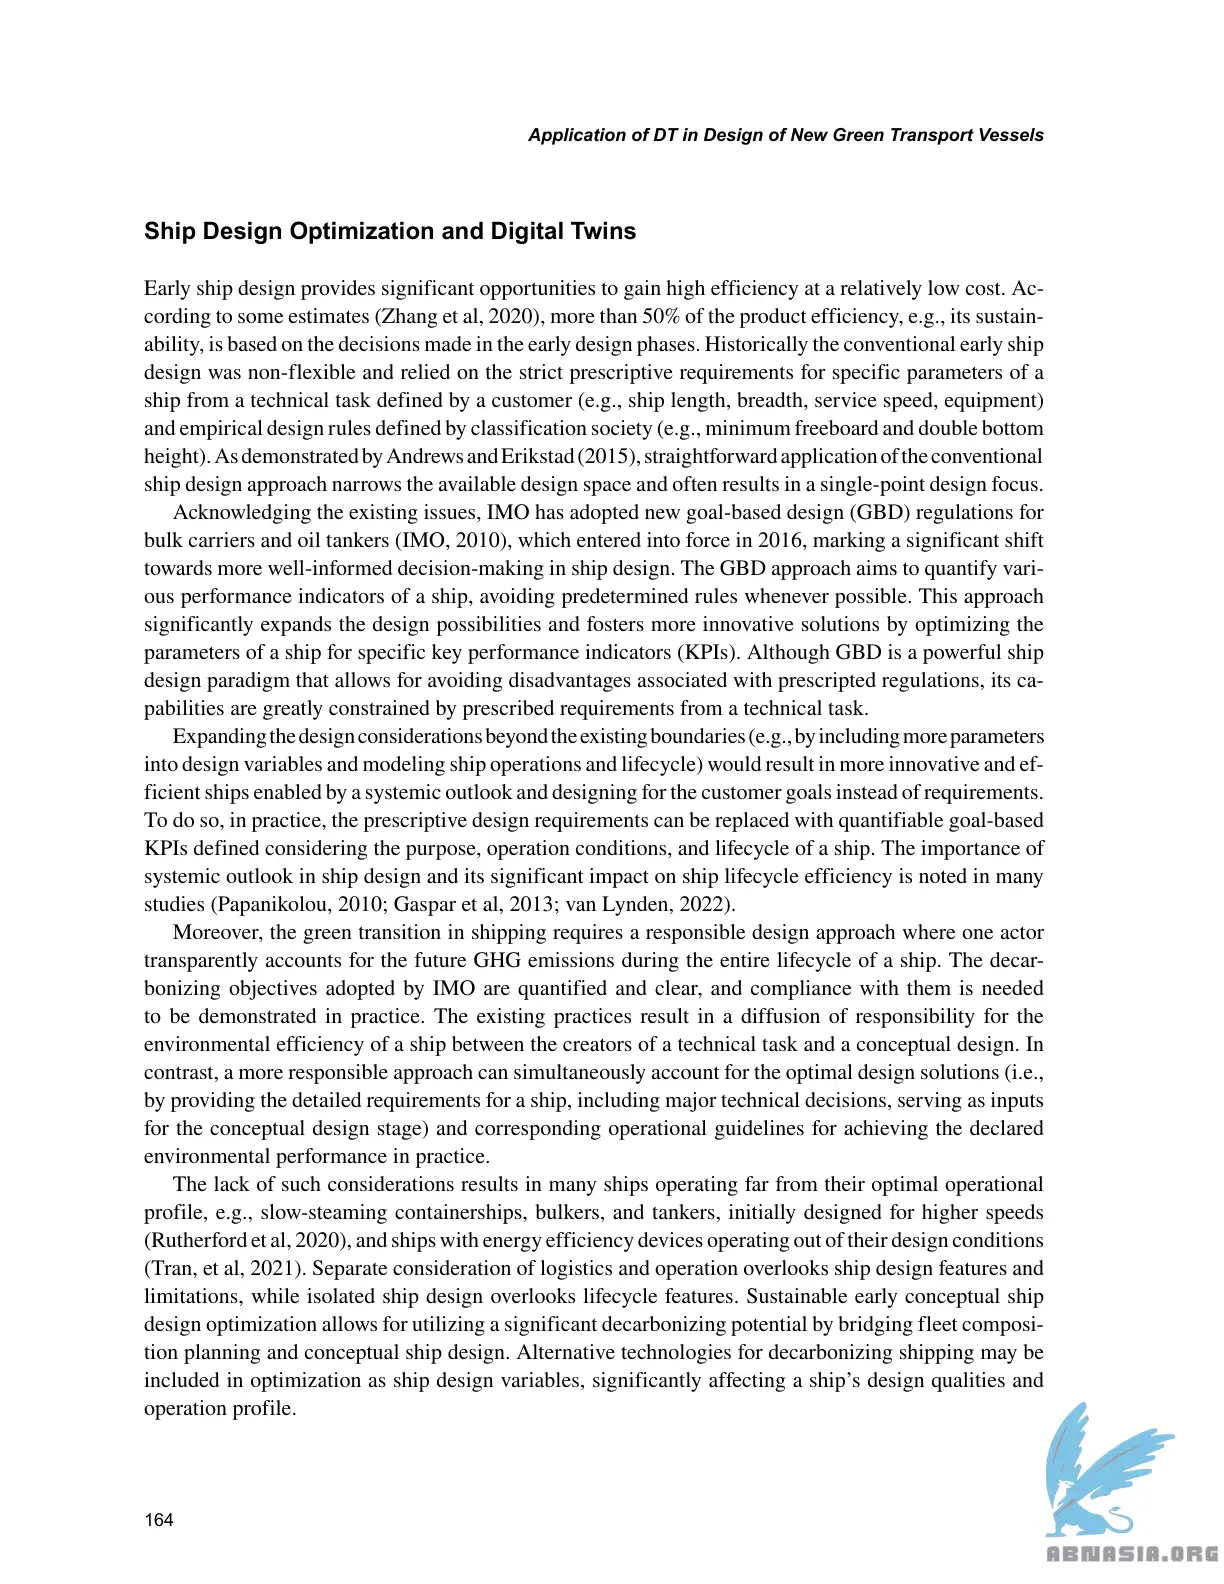 Application of DT in Design of New Green Transport Vessels
Ship Design Optimization and Digital Twins
Early ship design provides significant opportunities to gain high efficiency at a relatively low cost. Ac-
cording to some estimates (Zhang et al, 2020), more than 50% of the product efficiency, e.g., its sustain-
ability, is based on the decisions made in the early design phases. Historically the conventional early ship
design was non-flexible and relied on the strict prescriptive requirements for specific parameters of a
ship from a technical task defined by a customer (e.g., ship length, breadth, service speed, equipment)
and empirical design rules defined by classification society (e.g., minimum freeboard and double bottom
height). As demonstrated by Andrews and Erikstad (2015), straightforward application of the conventional
ship design approach narrows the available design space and often results in a single-point design focus.
Acknowledging the existing issues, IMO has adopted new goal-based design (GBD) regulations for
bulk carriers and oil tankers (IMO, 2010), which entered into force in 2016, marking a significant shift
towards more well-informed decision-making in ship design. The GBD approach aims to quantify vari-
ous performance indicators of a ship, avoiding predetermined rules whenever possible. This approach
significantly expands the design possibilities and fosters more innovative solutions by optimizing the
parameters of a ship for specific key performance indicators (KPIs). Although GBD is a powerful ship
design paradigm that allows for avoiding disadvantages associated with prescripted regulations, its ca-
pabilities are greatly constrained by prescribed requirements from a technical task.
Expanding the design considerations beyond the existing boundaries (e.g., by including more parameters
into design variables and modeling ship operations and lifecycle) would result in more innovative and ef-
ficient ships enabled by a systemic outlook and designing for the customer goals instead of requirements.
To do so, in practice, the prescriptive design requirements can be replaced with quantifiable goal-based
KPIs defined considering the purpose, operation conditions, and lifecycle of a ship. The importance of
systemic outlook in ship design and its significant impact on ship lifecycle efficiency is noted in many
studies (Papanikolou, 2010; Gaspar et al, 2013; van Lynden, 2022).
Moreover, the green transition in shipping requires a responsible design approach where one actor
transparently accounts for the future GHG emissions during the entire lifecycle of a ship. The decar-
bonizing objectives adopted by IMO are quantified and clear, and compliance with them is needed
to be demonstrated in practice. The existing practices result in a diffusion of responsibility for the
environmental efficiency of a ship between the creators of a technical task and a conceptual design. In
contrast, a more responsible approach can simultaneously account for the optimal design solutions (i.e.,
by providing the detailed requirements for a ship, including major technical decisions, serving as inputs
for the conceptual design stage) and corresponding operational guidelines for achieving the declared
environmental performance in practice.
The lack of such considerations results in many ships operating far from their optimal operational
profile, e.g., slow-steaming containerships, bulkers, and tankers, initially designed for higher speeds
(Rutherford et al, 2020), and ships with energy efficiency devices operating out of their design conditions
(Tran, et al, 2021). Separate consideration of logistics and operation overlooks ship design features and
limitations, while isolated ship design overlooks lifecycle features. Sustainable early conceptual ship
design optimization allows for utilizing a significant decarbonizing potential by bridging fleet composi-
tion planning and conceptual ship design. Alternative technologies for decarbonizing shipping may be
included in optimization as ship design variables, significantly affecting a ship’s design qualities and
operation profile.
164
ABNASIA.ORG